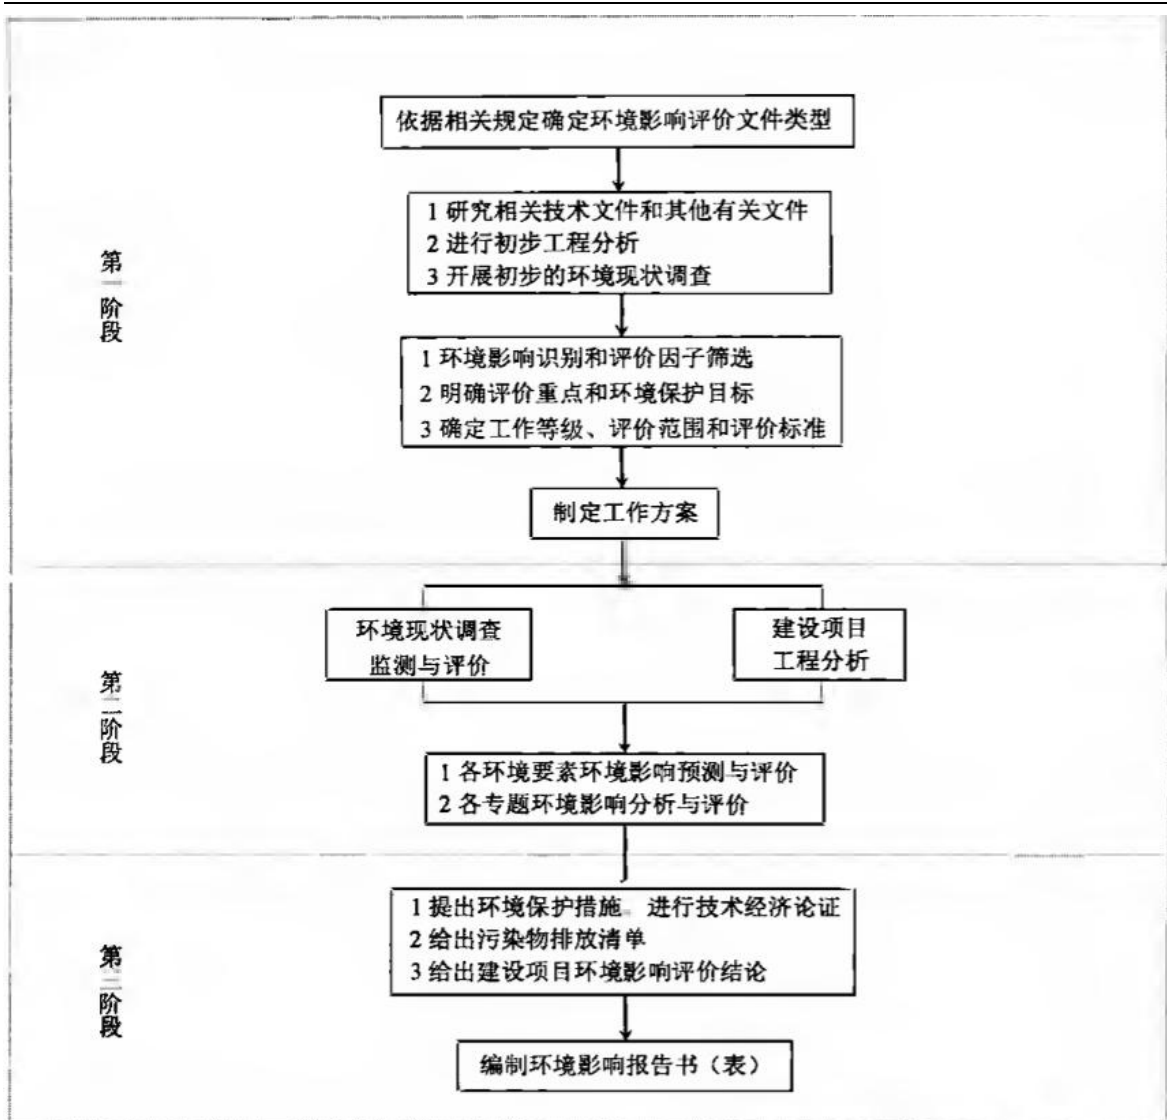 依据相关规定确定环境影响评价文件类型
1 研究相关技术文件和其他有关文件
2 进行初步工程分析
3 开展初步的环境现状调查
第一阶段
1 环境影响识别和评价因子筛选
2 明确评价重点和环境保护目标
3 确定工作等级、评价范围和评价标准
制定工作方案
环境现状调查
监测与评价
建设项目
工程分析
第二阶段
1 各环境要素环境影响预测与评价
2 各专题环境影响分析与评价
1 提出环境保护措施。进行技术经济论证
2 给出污染物排放清单
3 给出建设项目环境影响评价结论
第三阶段
编制环境影响报告书（表）